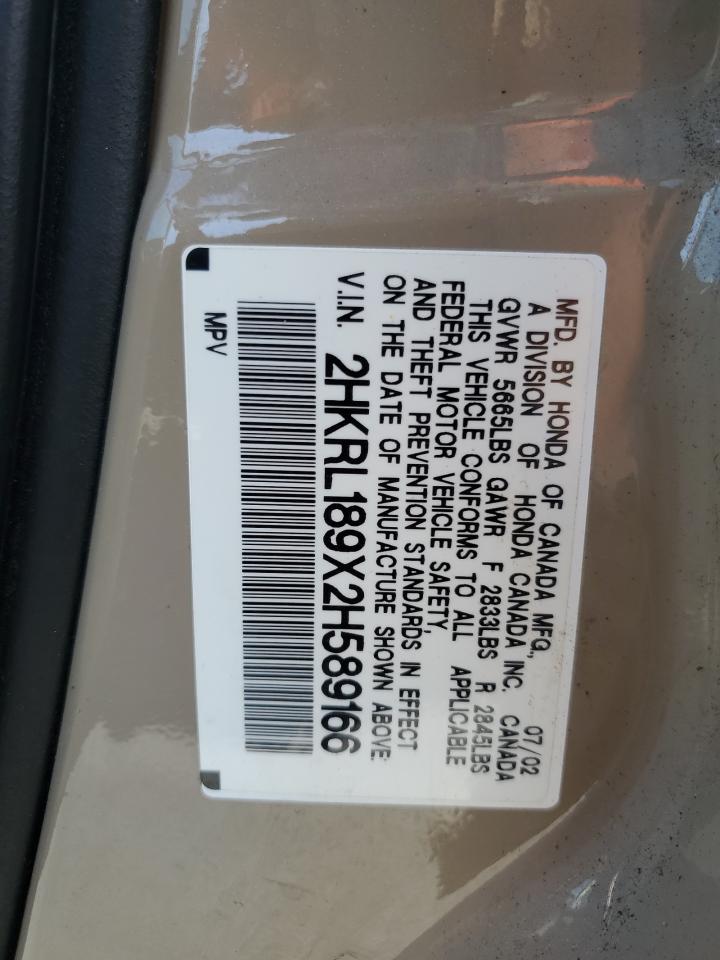 MFD. BY HONDA OF CANADA MFG., 07/02
A DIVISION OF HONDA CANADA INC. CANADA
GVWR 5665LBS GAWR F 2833LBS R 2845LBS
THIS VEHICLE CONFORMS TO ALL APPLICABLE
FEDERAL MOTOR VEHICLE SAFETY,
AND THEFT PREVENTION STANDARDS IN EFFECT
ON THE DATE OF MANUFACTURE SHOWN ABOVE.
V.I.N. 2HKRL189X2H589166
MPV